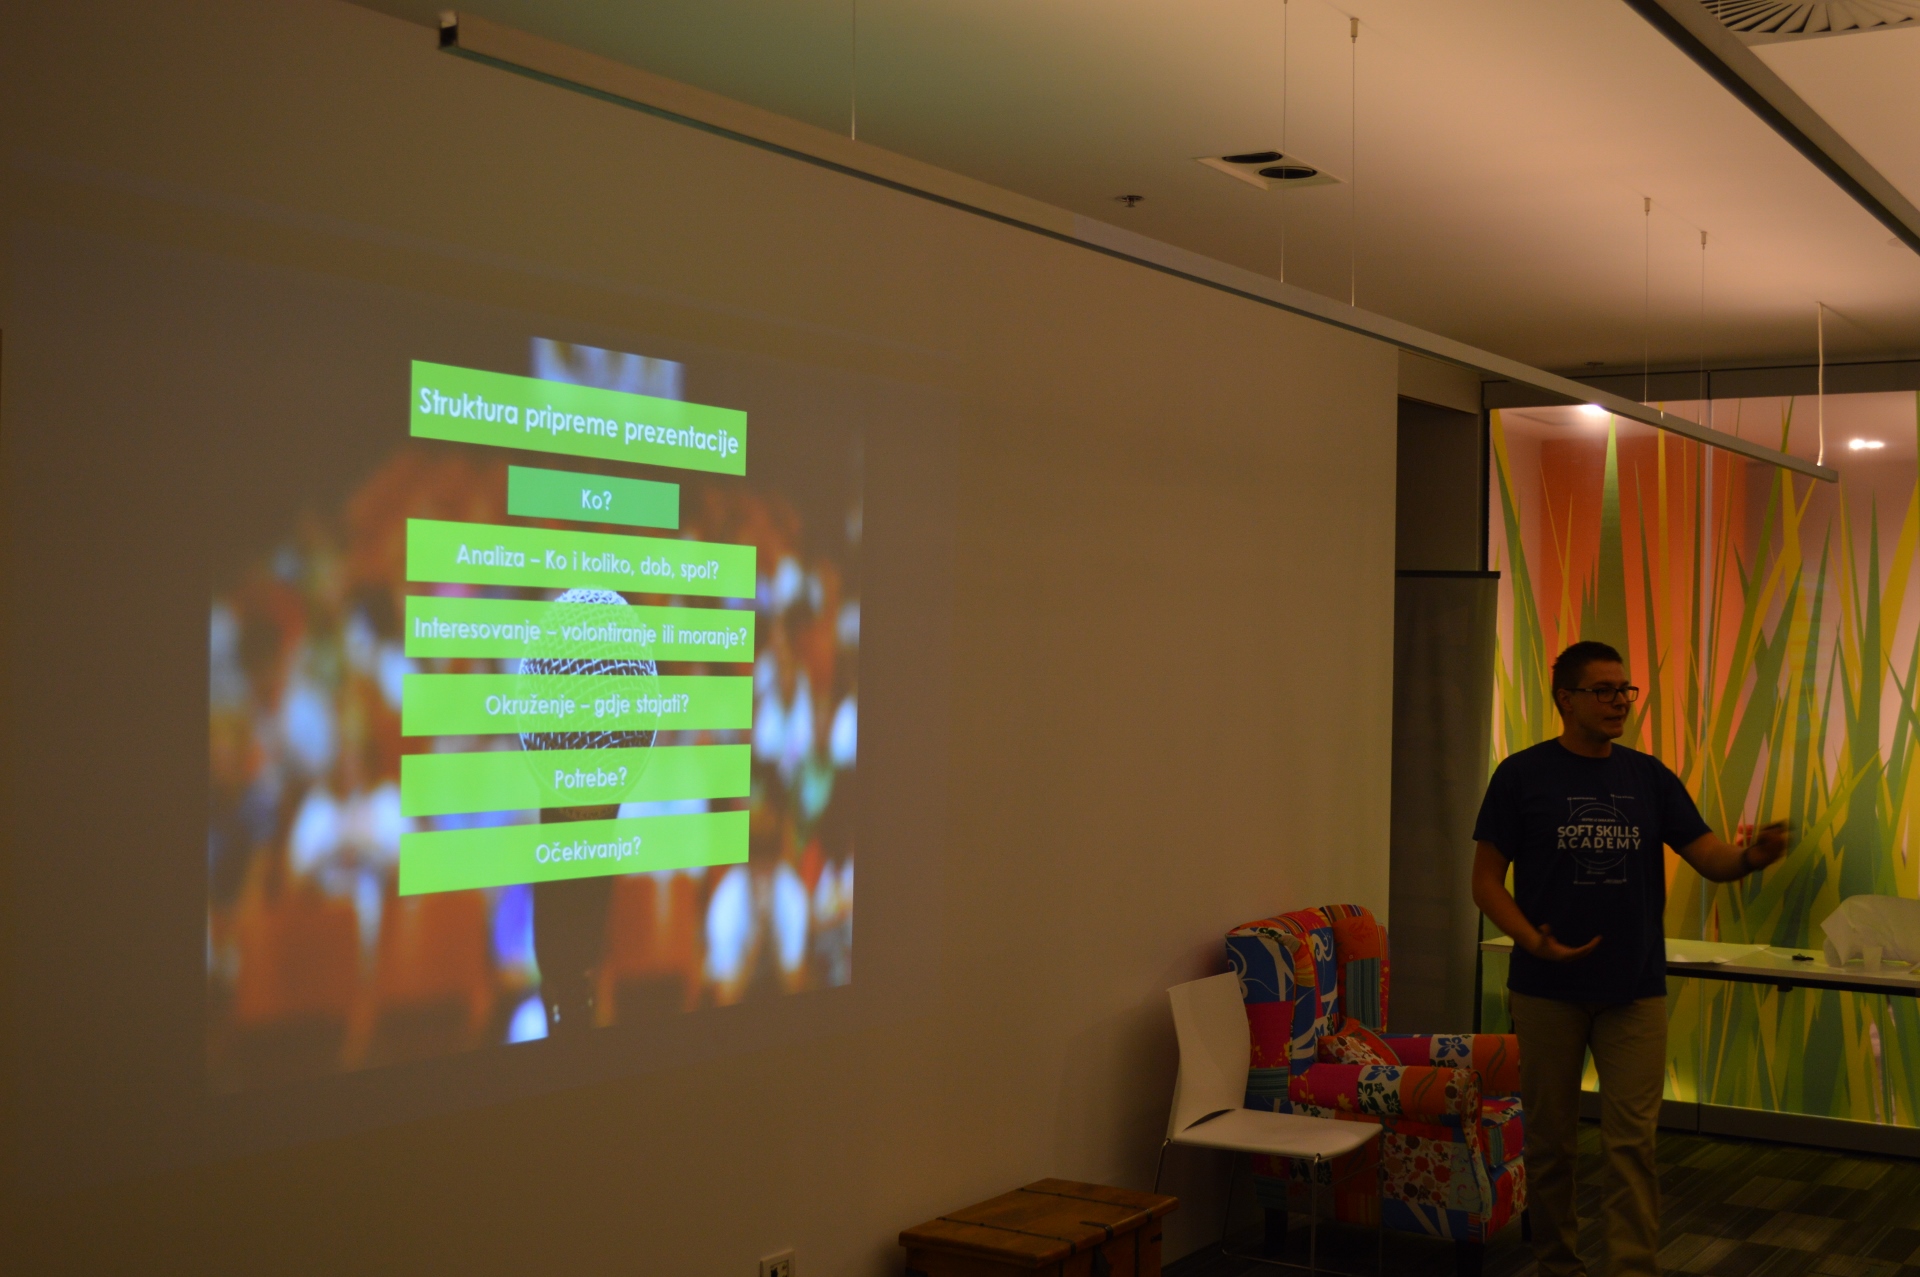 Struktura pripreme prezentacije
Ko?
Analiza – Ko i koliko, dob, spol?
Interesovanje – volontiranje ili moranje?
Okruženje – gdje stajati?
Potrebe?
Očekivanja?
SOFT SKILLS
ACADEMY